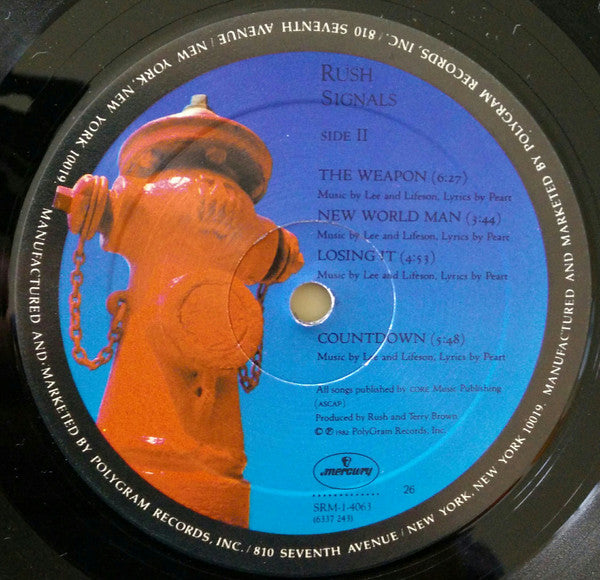 RUSH
SIGNALS
SIDE II
THE WEAPON (6:27)
Music by Lee and Lifeson, Lyrics by Peart
NEW WORLD MAN (3:44)
Music by Lee and Lifeson, Lyrics by Peart
LOSING IT (4:53)
Music by Lee and Lifeson, Lyrics by Peart
COUNTDOWN (5:48)
Music by Lee and Lifeson, Lyrics by Peart
All songs published by CORE Music Publishing
(ASCAP)
Produced by Rush and Terry Brown
© ℗ 1982 PolyGram Records, Inc.
mercury
26
SRM-1-4063
(6337 243)
MANUFACTURED AND MARKETED BY POLYGRAM RECORDS, INC. / 810 SEVENTH AVENUE / NEW YORK, NEW YORK 10019.
MANUFACTURED AND MARKETED BY POLYGRAM RECORDS, INC. / 810 SEVENTH AVENUE / NEW YORK, NEW YORK 10019.